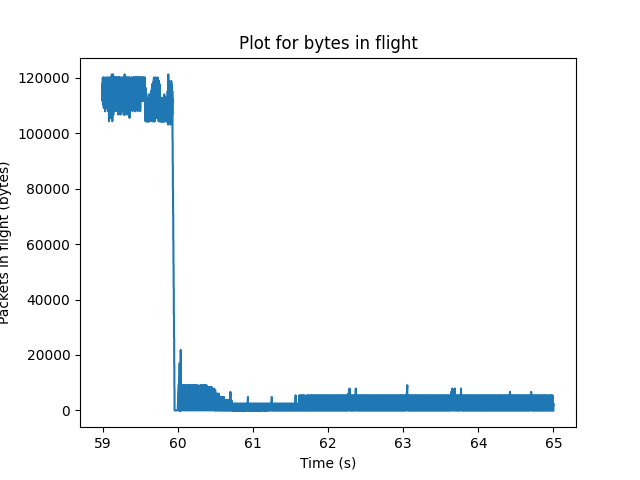 Plot for bytes in flight
120000
100000
80000
60000
40000
20000
0
Packets in flight (bytes)
59 60 61 62 63 64 65
Time (s)